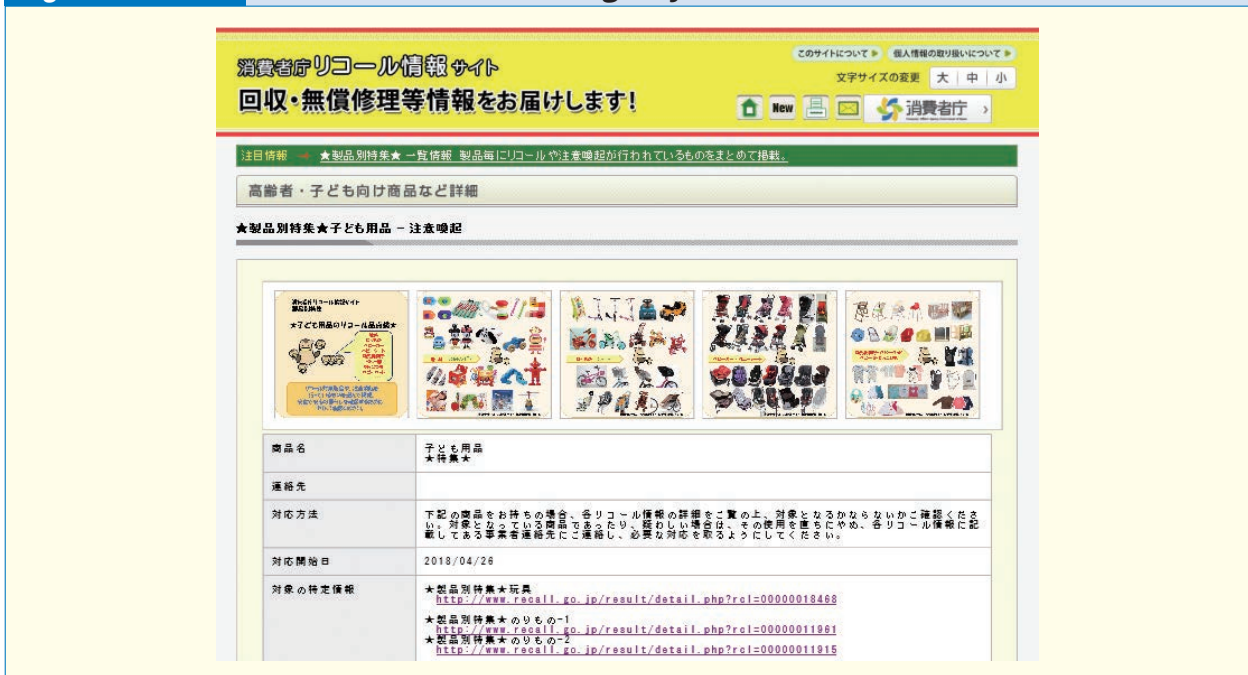 消費者庁リコール情報サイト
回収・無償修理等情報をお届けします!
このサイトについて
個人情報の取り扱いについて
文字サイズの変更 大 中 小
New
消費者庁
注目情報 → ★製品別特集★ 一覧情報 製品毎にリコールや注意喚起が行われているものをまとめて掲載。
高齢者・子ども向け商品など詳細
★製品別特集★子ども用品 - 注意喚起
★子ども用品のリコール品点検★
商品名
子ども用品
★特集★
連絡先
対応方法
下記の商品をお持ちの場合、各リコール情報の詳細をご覧の上、対象となるかならないかご確認くださ
い。対象となっている商品であったり、疑わしい場合は、その使用を直ちにやめ、各リコール情報に記
載してある事業者連絡先にご連絡し、必要な対応を取るようにしてください。
対応開始日
2018/04/26
対象の特定情報
★製品別特集★玩具
http://www.recall.go.jp/result/detail.php?rcl=00000018468
★製品別特集★のりもの-1
http://www.recall.go.jp/result/detail.php?rcl=00000011961
★製品別特集★のりもの-2
http://www.recall.go.jp/result/detail.php?rcl=00000011915